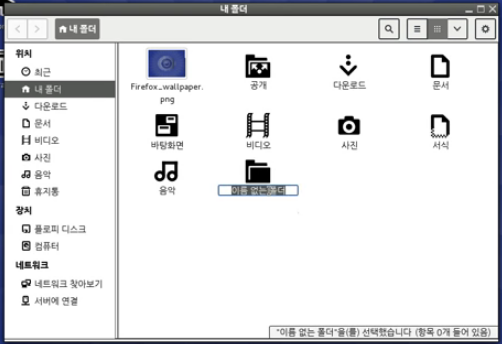 내 폴더
내 폴더
위치
최근
내 폴더
다운로드
문서
비디오
사진
음악
휴지통
장치
플로피 디스크
컴퓨터
네트워크
네트워크 찾아보기
서버에 연결
Firefox_wallpaper.
png
공개
다운로드
문서
바탕화면
비디오
사진
서식
음악
이름 없는 폴더
"이름 없는 폴더"을(를) 선택했습니다 (항목 0개 들어 있음)